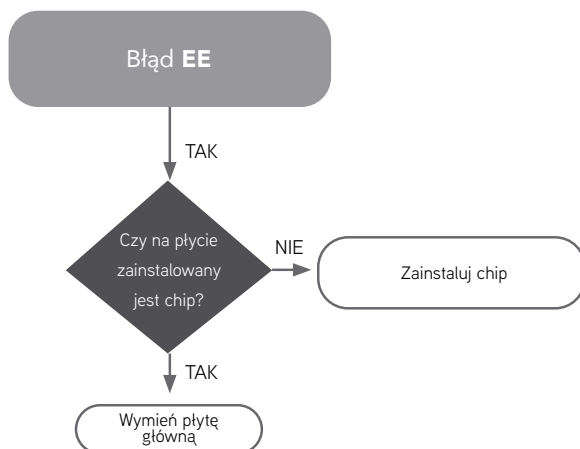 Błąd EE
TAK
Czy na płycie
zainstalowany
jest chip?
NIE
Zainstaluj chip
TAK
Wymień płytę
główną